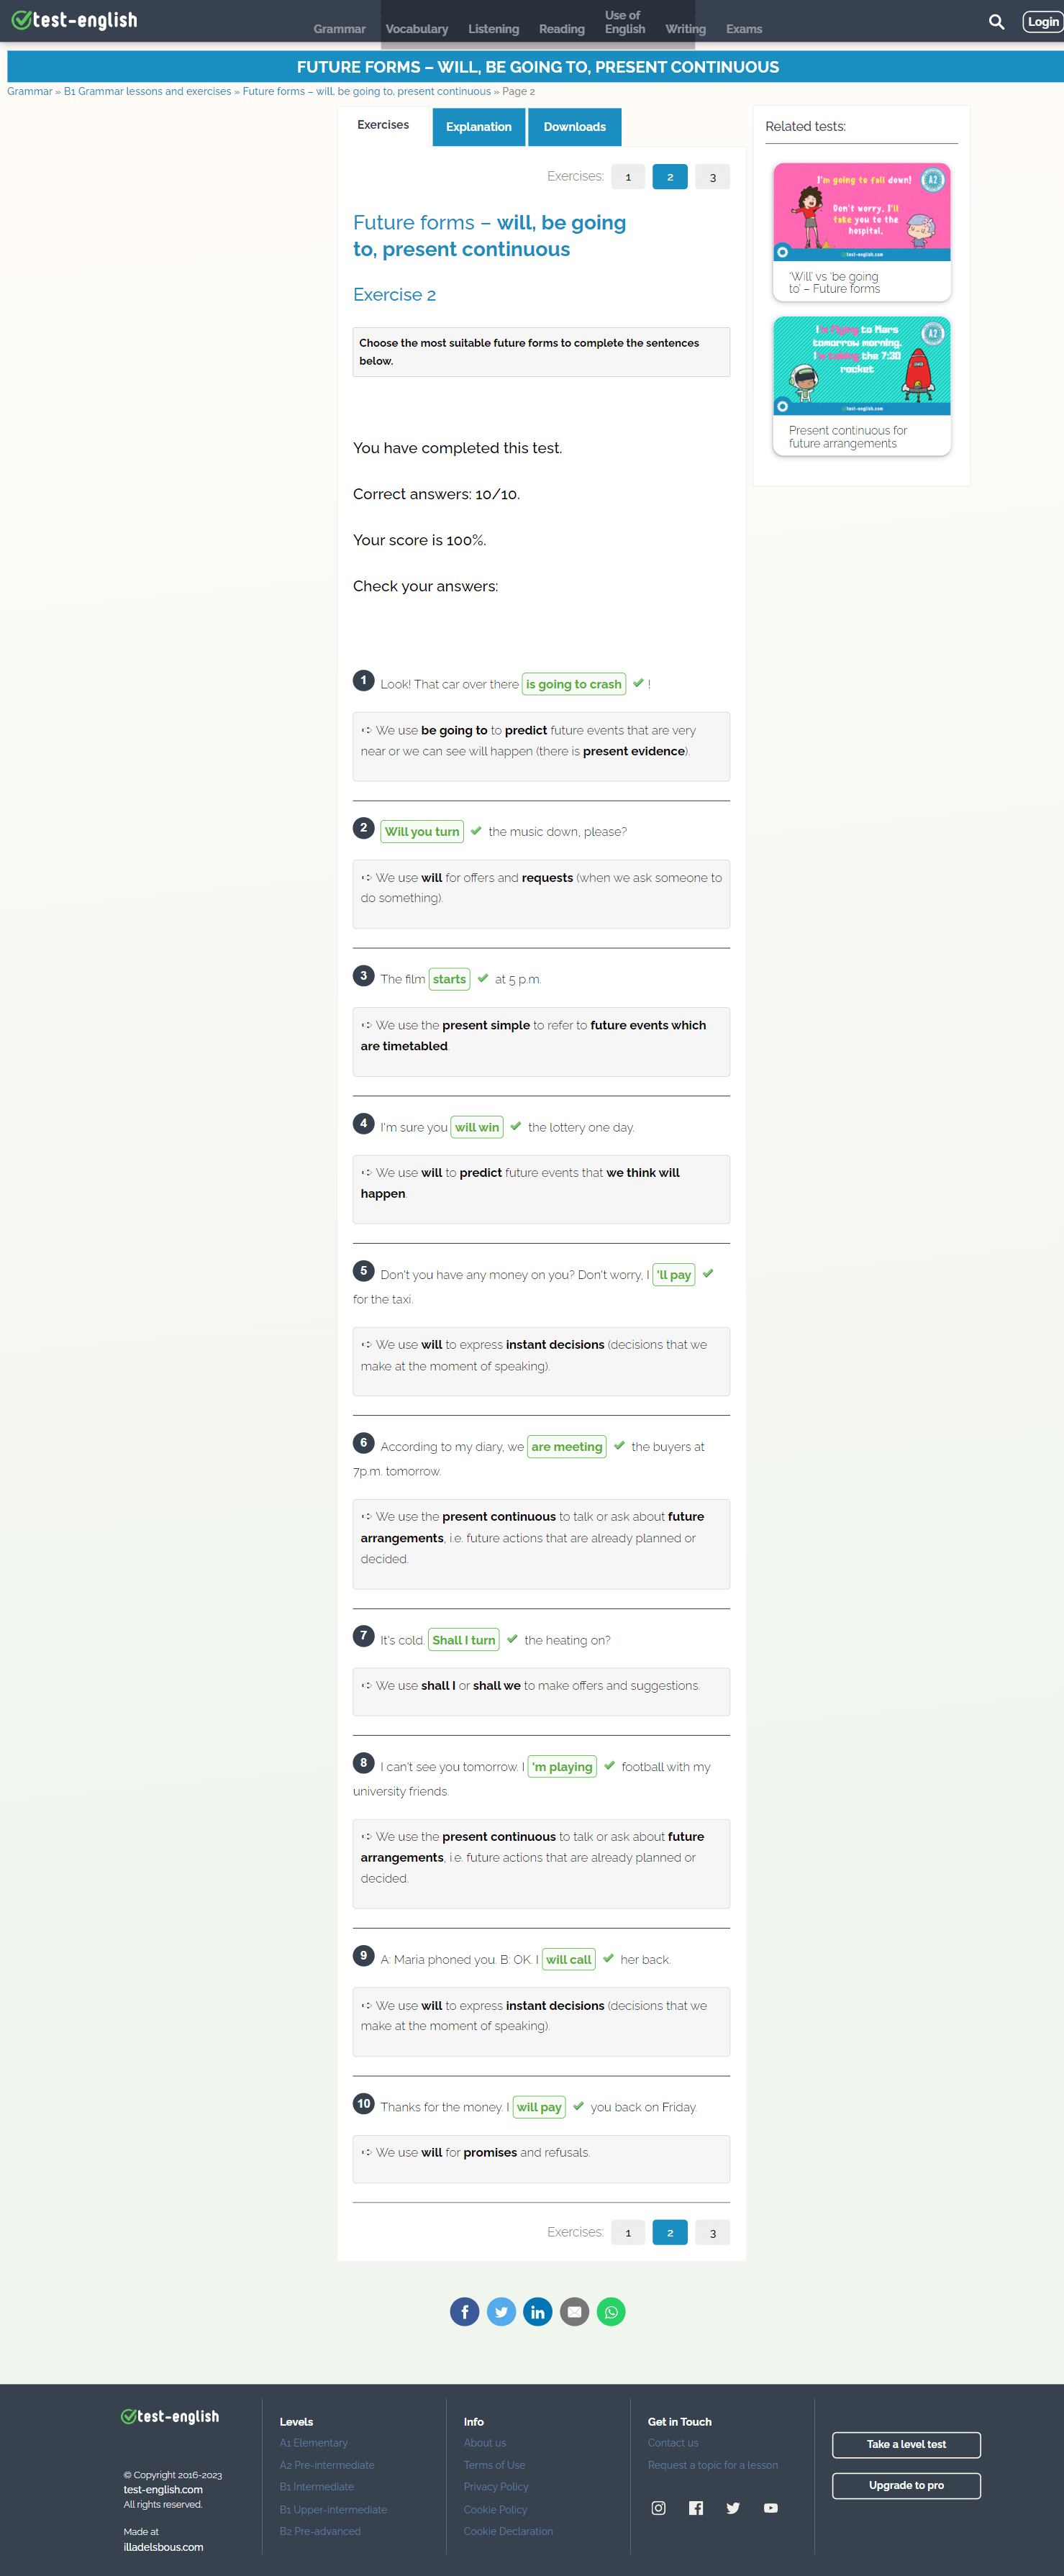 test-english
Grammar Vocabulary Listening Reading Use of English Writing Exams
Login
FUTURE FORMS – WILL, BE GOING TO, PRESENT CONTINUOUS
Grammar » B1 Grammar lessons and exercises » Future forms – will, be going to, present continuous » Page 2
Exercises Explanation Downloads
Exercises: 1 2 3
Future forms – will, be going
to, present continuous
Exercise 2
Choose the most suitable future forms to complete the sentences
below.
You have completed this test.
Correct answers: 10/10.
Your score is 100%.
Check your answers:
1 Look! That car over there is going to crash !
➪ We use be going to to predict future events that are very
near or we can see will happen (there is present evidence).
2 Will you turn the music down, please?
➪ We use will for offers and requests (when we ask someone to
do something).
3 The film starts at 5 p.m.
➪ We use the present simple to refer to future events which
are timetabled.
4 I'm sure you will win the lottery one day.
➪ We use will to predict future events that we think will
happen.
5 Don't you have any money on you? Don't worry, I 'll pay
for the taxi.
➪ We use will to express instant decisions (decisions that we
make at the moment of speaking).
6 According to my diary, we are meeting the buyers at
7p.m. tomorrow.
➪ We use the present continuous to talk or ask about future
arrangements, i.e. future actions that are already planned or
decided.
7 It's cold. Shall I turn the heating on?
➪ We use shall I or shall we to make offers and suggestions.
8 I can't see you tomorrow. I 'm playing football with my
university friends.
➪ We use the present continuous to talk or ask about future
arrangements, i.e. future actions that are already planned or
decided.
9 A: Maria phoned you. B: OK. I will call her back.
➪ We use will to express instant decisions (decisions that we
make at the moment of speaking).
10 Thanks for the money. I will pay you back on Friday.
➪ We use will for promises and refusals.
Exercises: 1 2 3
Related tests:
I'm going to fall down!
A2
Don't worry, I'll
take you to the
hospital.
test-english.com
'Will' vs 'be going
to' – Future forms
I'm flying to Mars
tomorrow morning.
I'm taking the 7:30
rocket
A2
test-english.com
Present continuous for
future arrangements
test-english
© Copyright 2016-2023
test-english.com
All rights reserved.
Made at
illadelsbous.com
Levels
A1 Elementary
A2 Pre-intermediate
B1 Intermediate
B1 Upper-intermediate
B2 Pre-advanced
Info
About us
Terms of Use
Privacy Policy
Cookie Policy
Cookie Declaration
Get in Touch
Contact us
Request a topic for a lesson
Take a level test
Upgrade to pro